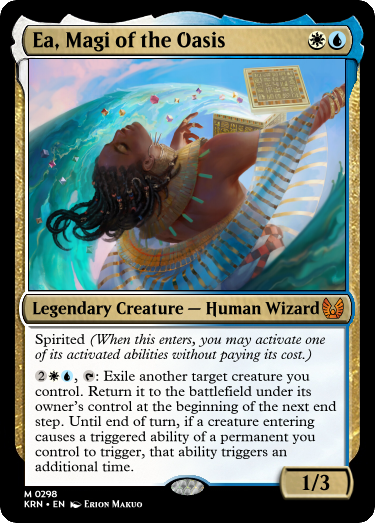 Ea, Magi of the Oasis
Legendary Creature — Human Wizard
Spirited (When this enters, you may activate one
of its activated abilities without paying its cost.)
2, : Exile another target creature you
control. Return it to the battlefield under its
owner's control at the beginning of the next end
step. Until end of turn, if a creature entering
causes a triggered ability of a permanent you
control to trigger, that ability triggers an
additional time.
1/3
M 0298
KRN • EN Erion Makuo